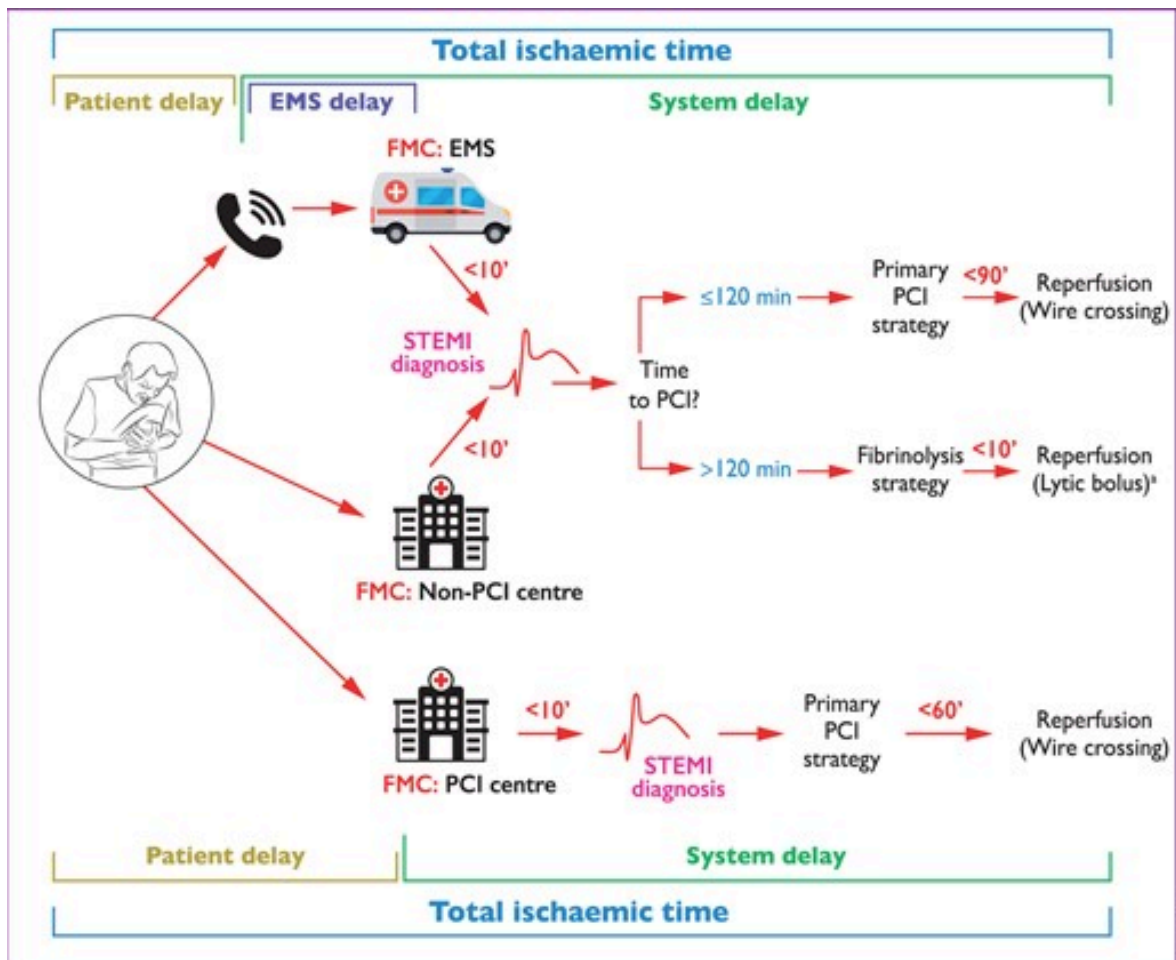 Total ischaemic time
Patient delay
EMS delay
System delay
FMC: EMS
<10'
STEMI
diagnosis
<10'
Time
to PCI?
≤120 min
Primary
PCI
strategy
<90'
Reperfusion
(Wire crossing)
>120 min
Fibrinolysis
strategy
<10'
Reperfusion
(Lytic bolus)ᵃ
FMC: Non-PCI centre
FMC: PCI centre
<10'
STEMI
diagnosis
Primary
PCI
strategy
<60'
Reperfusion
(Wire crossing)
Patient delay
System delay
Total ischaemic time